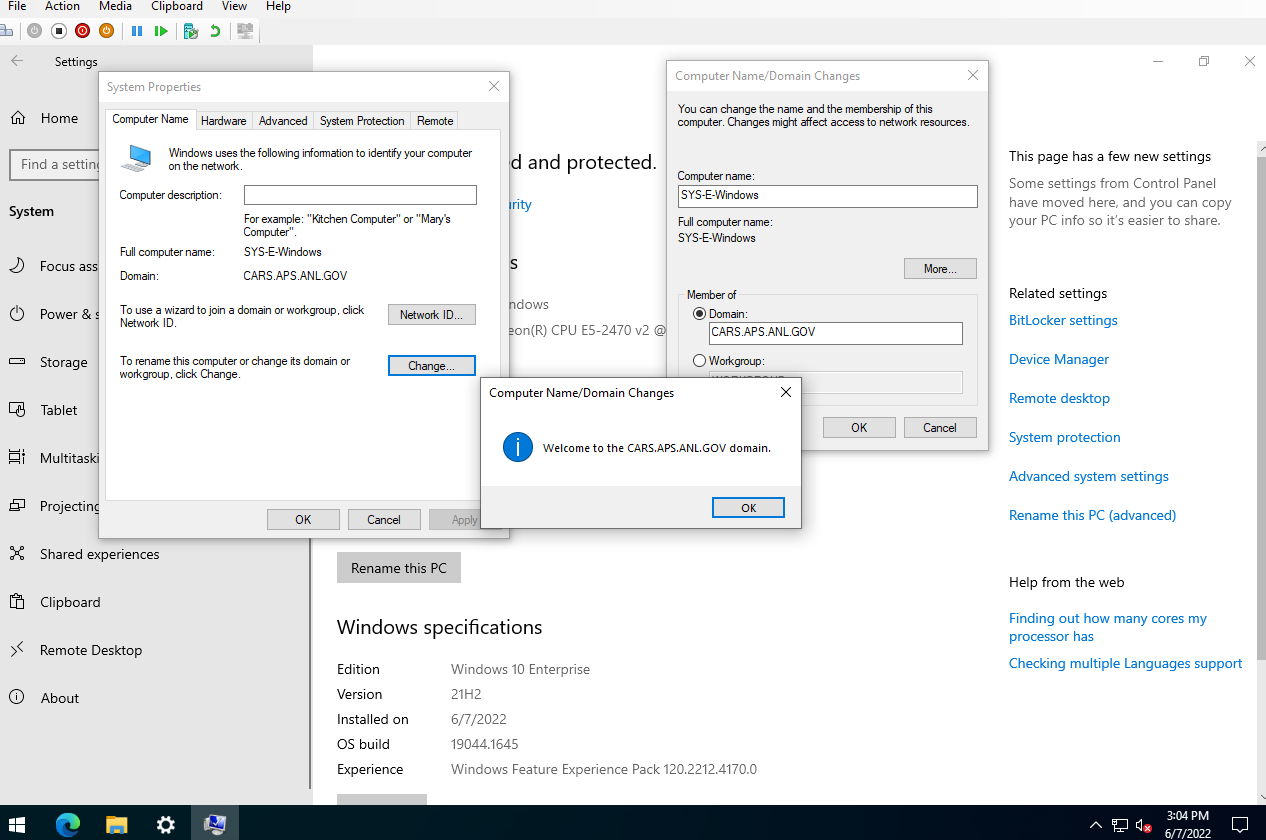 File Action Media Clipboard View Help
Settings
Home
Find a setting
System
Focus ass
Power & s
Storage
Tablet
Multitaski
Projecting
Shared experiences
Clipboard
Remote Desktop
About
System Properties
Computer Name Hardware Advanced System Protection Remote
Windows uses the following information to identify your computer
on the network.
Computer description:
For example: "Kitchen Computer" or "Mary's
Computer".
Full computer name: SYS-E-Windows
Domain: CARS.APS.ANL.GOV
To use a wizard to join a domain or workgroup, click
Network ID.
Network ID...
To rename this computer or change its domain or
workgroup, click Change.
Change...
OK Cancel Apply
d and protected.
urity
s
ndows
eon(R) CPU E5-2470 v2 @
Computer Name/Domain Changes
You can change the name and the membership of this
computer. Changes might affect access to network resources.
Computer name:
SYS-E-Windows
Full computer name:
SYS-E-Windows
More...
Member of
Domain:
CARS.APS.ANL.GOV
Workgroup:
OK Cancel
Computer Name/Domain Changes
Welcome to the CARS.APS.ANL.GOV domain.
OK
Rename this PC
Windows specifications
Edition Windows 10 Enterprise
Version 21H2
Installed on 6/7/2022
OS build 19044.1645
Experience Windows Feature Experience Pack 120.2212.4170.0
This page has a few new settings
Some settings from Control Panel
have moved here, and you can copy
your PC info so it's easier to share.
Related settings
BitLocker settings
Device Manager
Remote desktop
System protection
Advanced system settings
Rename this PC (advanced)
Help from the web
Finding out how many cores my
processor has
Checking multiple Languages support
3:04 PM
6/7/2022